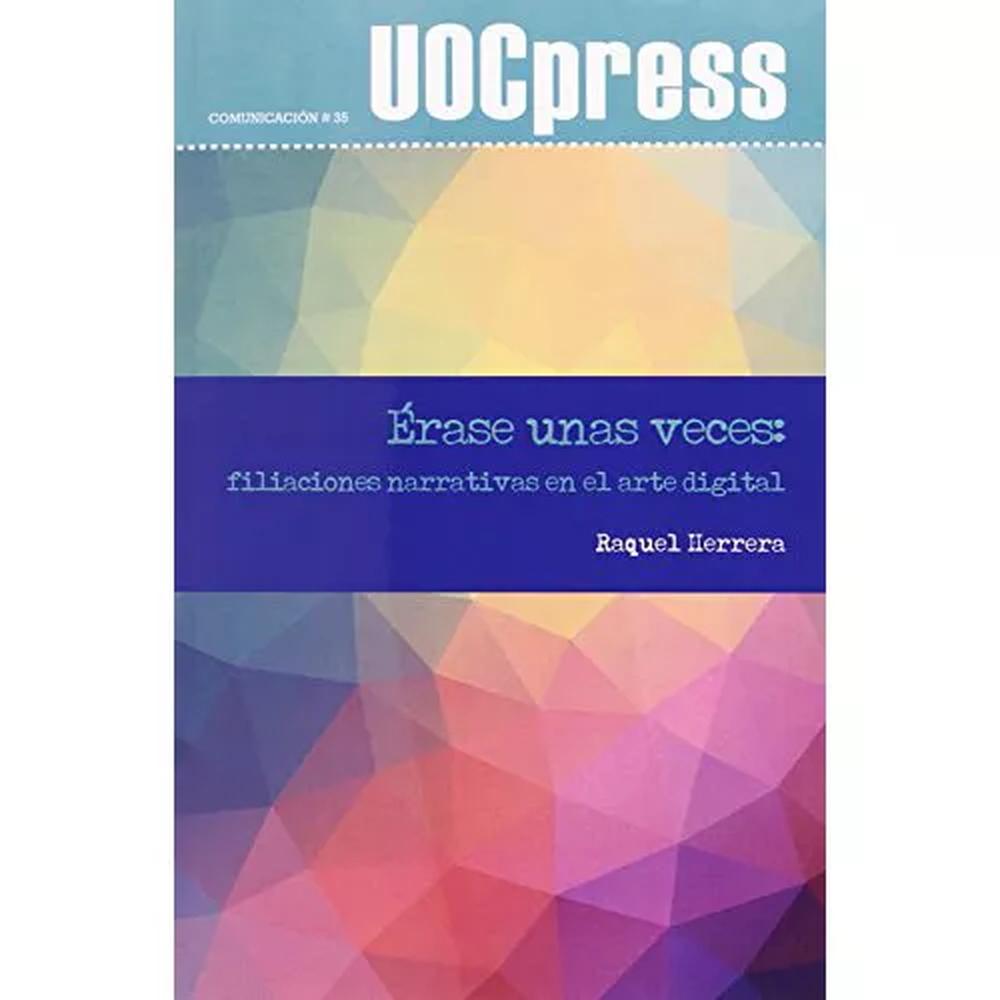 UOCpress
COMUNICACIÓN # 35
Érase unas veces:
filiaciones narrativas en el arte digital
Raquel Herrera